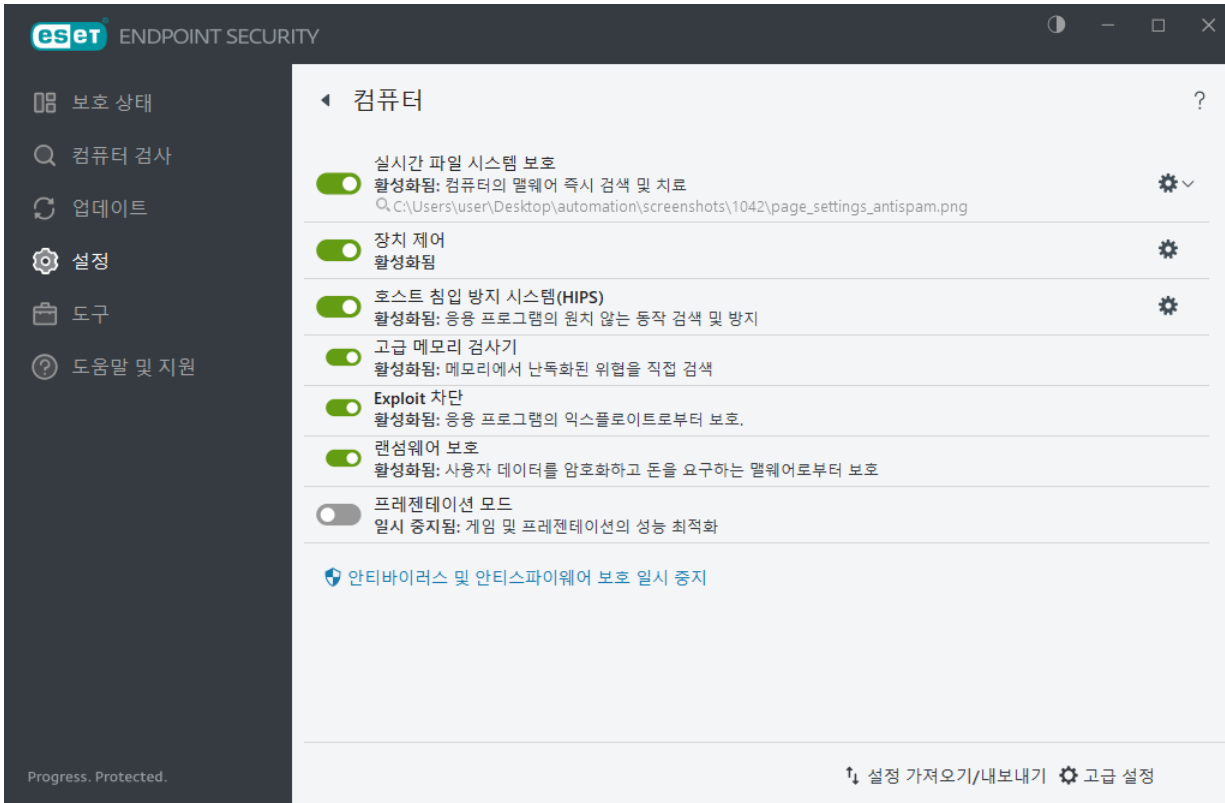 eset ENDPOINT SECURITY
보호 상태
컴퓨터 검사
업데이트
설정
도구
도움말 및 지원
Progress. Protected.
컴퓨터
?
실시간 파일 시스템 보호
활성화됨: 컴퓨터의 맬웨어 즉시 검색 및 치료
C:\Users\user\Desktop\automation\screenshots\1042\page_settings_antispam.png
장치 제어
활성화됨
호스트 침입 방지 시스템(HIPS)
활성화됨: 응용 프로그램의 원치 않는 동작 검색 및 방지
고급 메모리 검사기
활성화됨: 메모리에서 난독화된 위협을 직접 검색
Exploit 차단
활성화됨: 응용 프로그램의 익스플로이트로부터 보호.
랜섬웨어 보호
활성화됨: 사용자 데이터를 암호화하고 돈을 요구하는 맬웨어로부터 보호
프레젠테이션 모드
일시 중지됨: 게임 및 프레젠테이션의 성능 최적화
안티바이러스 및 안티스파이웨어 보호 일시 중지
설정 가져오기/내보내기 고급 설정